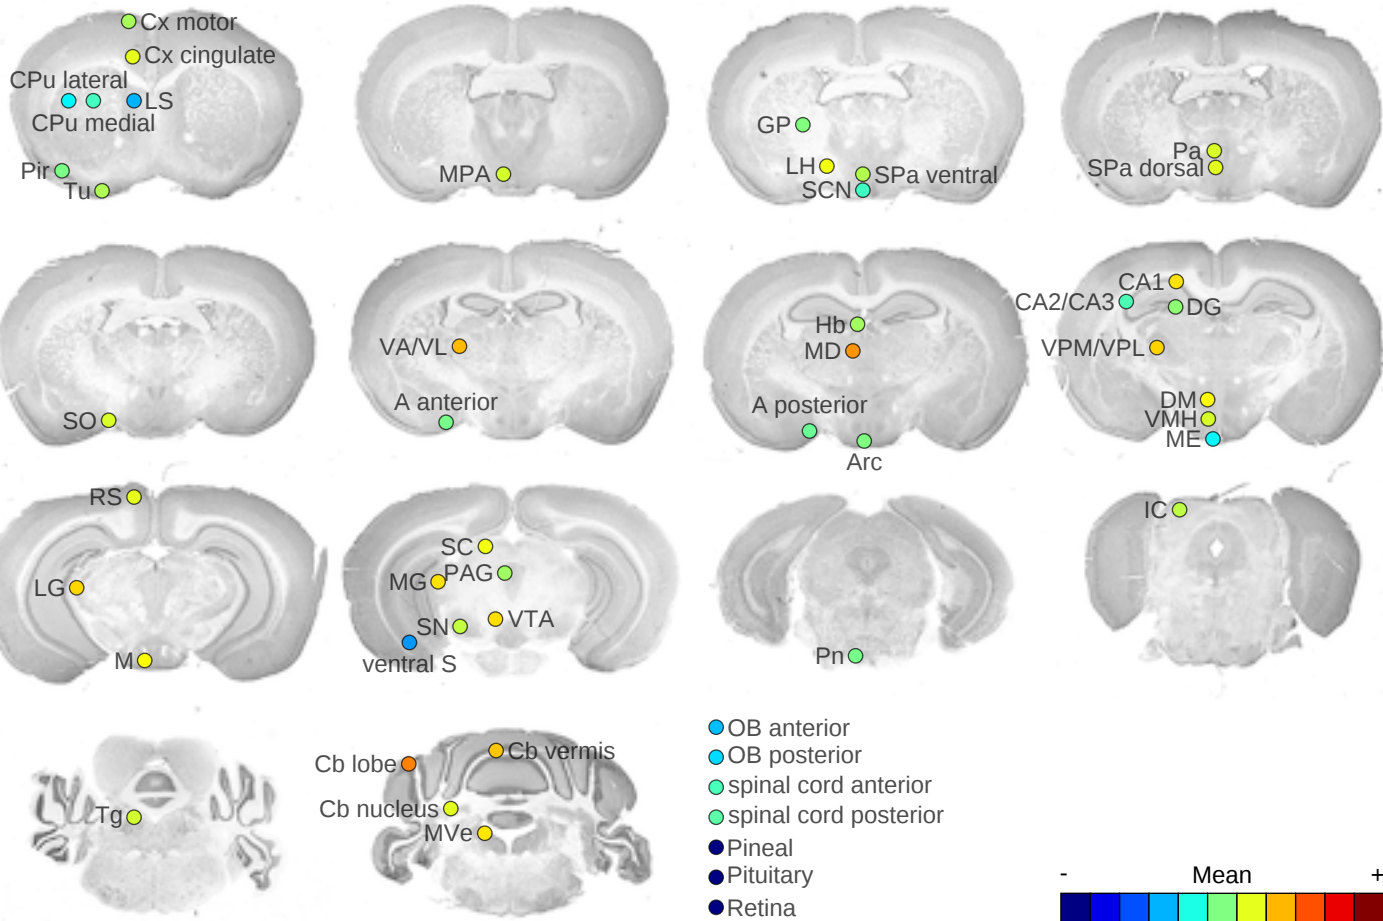 Cx motor
Cx cingulate
CPu lateral
LS
CPu medial
Pir
Tu
MPA
GP
LH
SPa ventral
SCN
Pa
SPa dorsal
SO
VA/VL
A anterior
Hb
MD
A posterior
Arc
CA1
CA2/CA3
DG
VPM/VPL
DM
VMH
ME
RS
LG
M
SC
PAG
MG
VTA
SN
ventral S
Pn
IC
Tg
Cb lobe
Cb vermis
Cb nucleus
MVe
OB anterior
OB posterior
spinal cord anterior
spinal cord posterior
Pineal
Pituitary
Retina
- Mean +